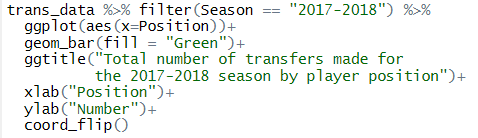 trans_data %>% filter(Season == "2017-2018") %>%
ggplot(aes(x=Position))+
geom_bar(fill = "Green")+
ggtitle("Total number of transfers made for
the 2017-2018 season by player position")+
xlab("Position")+
ylab("Number")+
coord_flip()